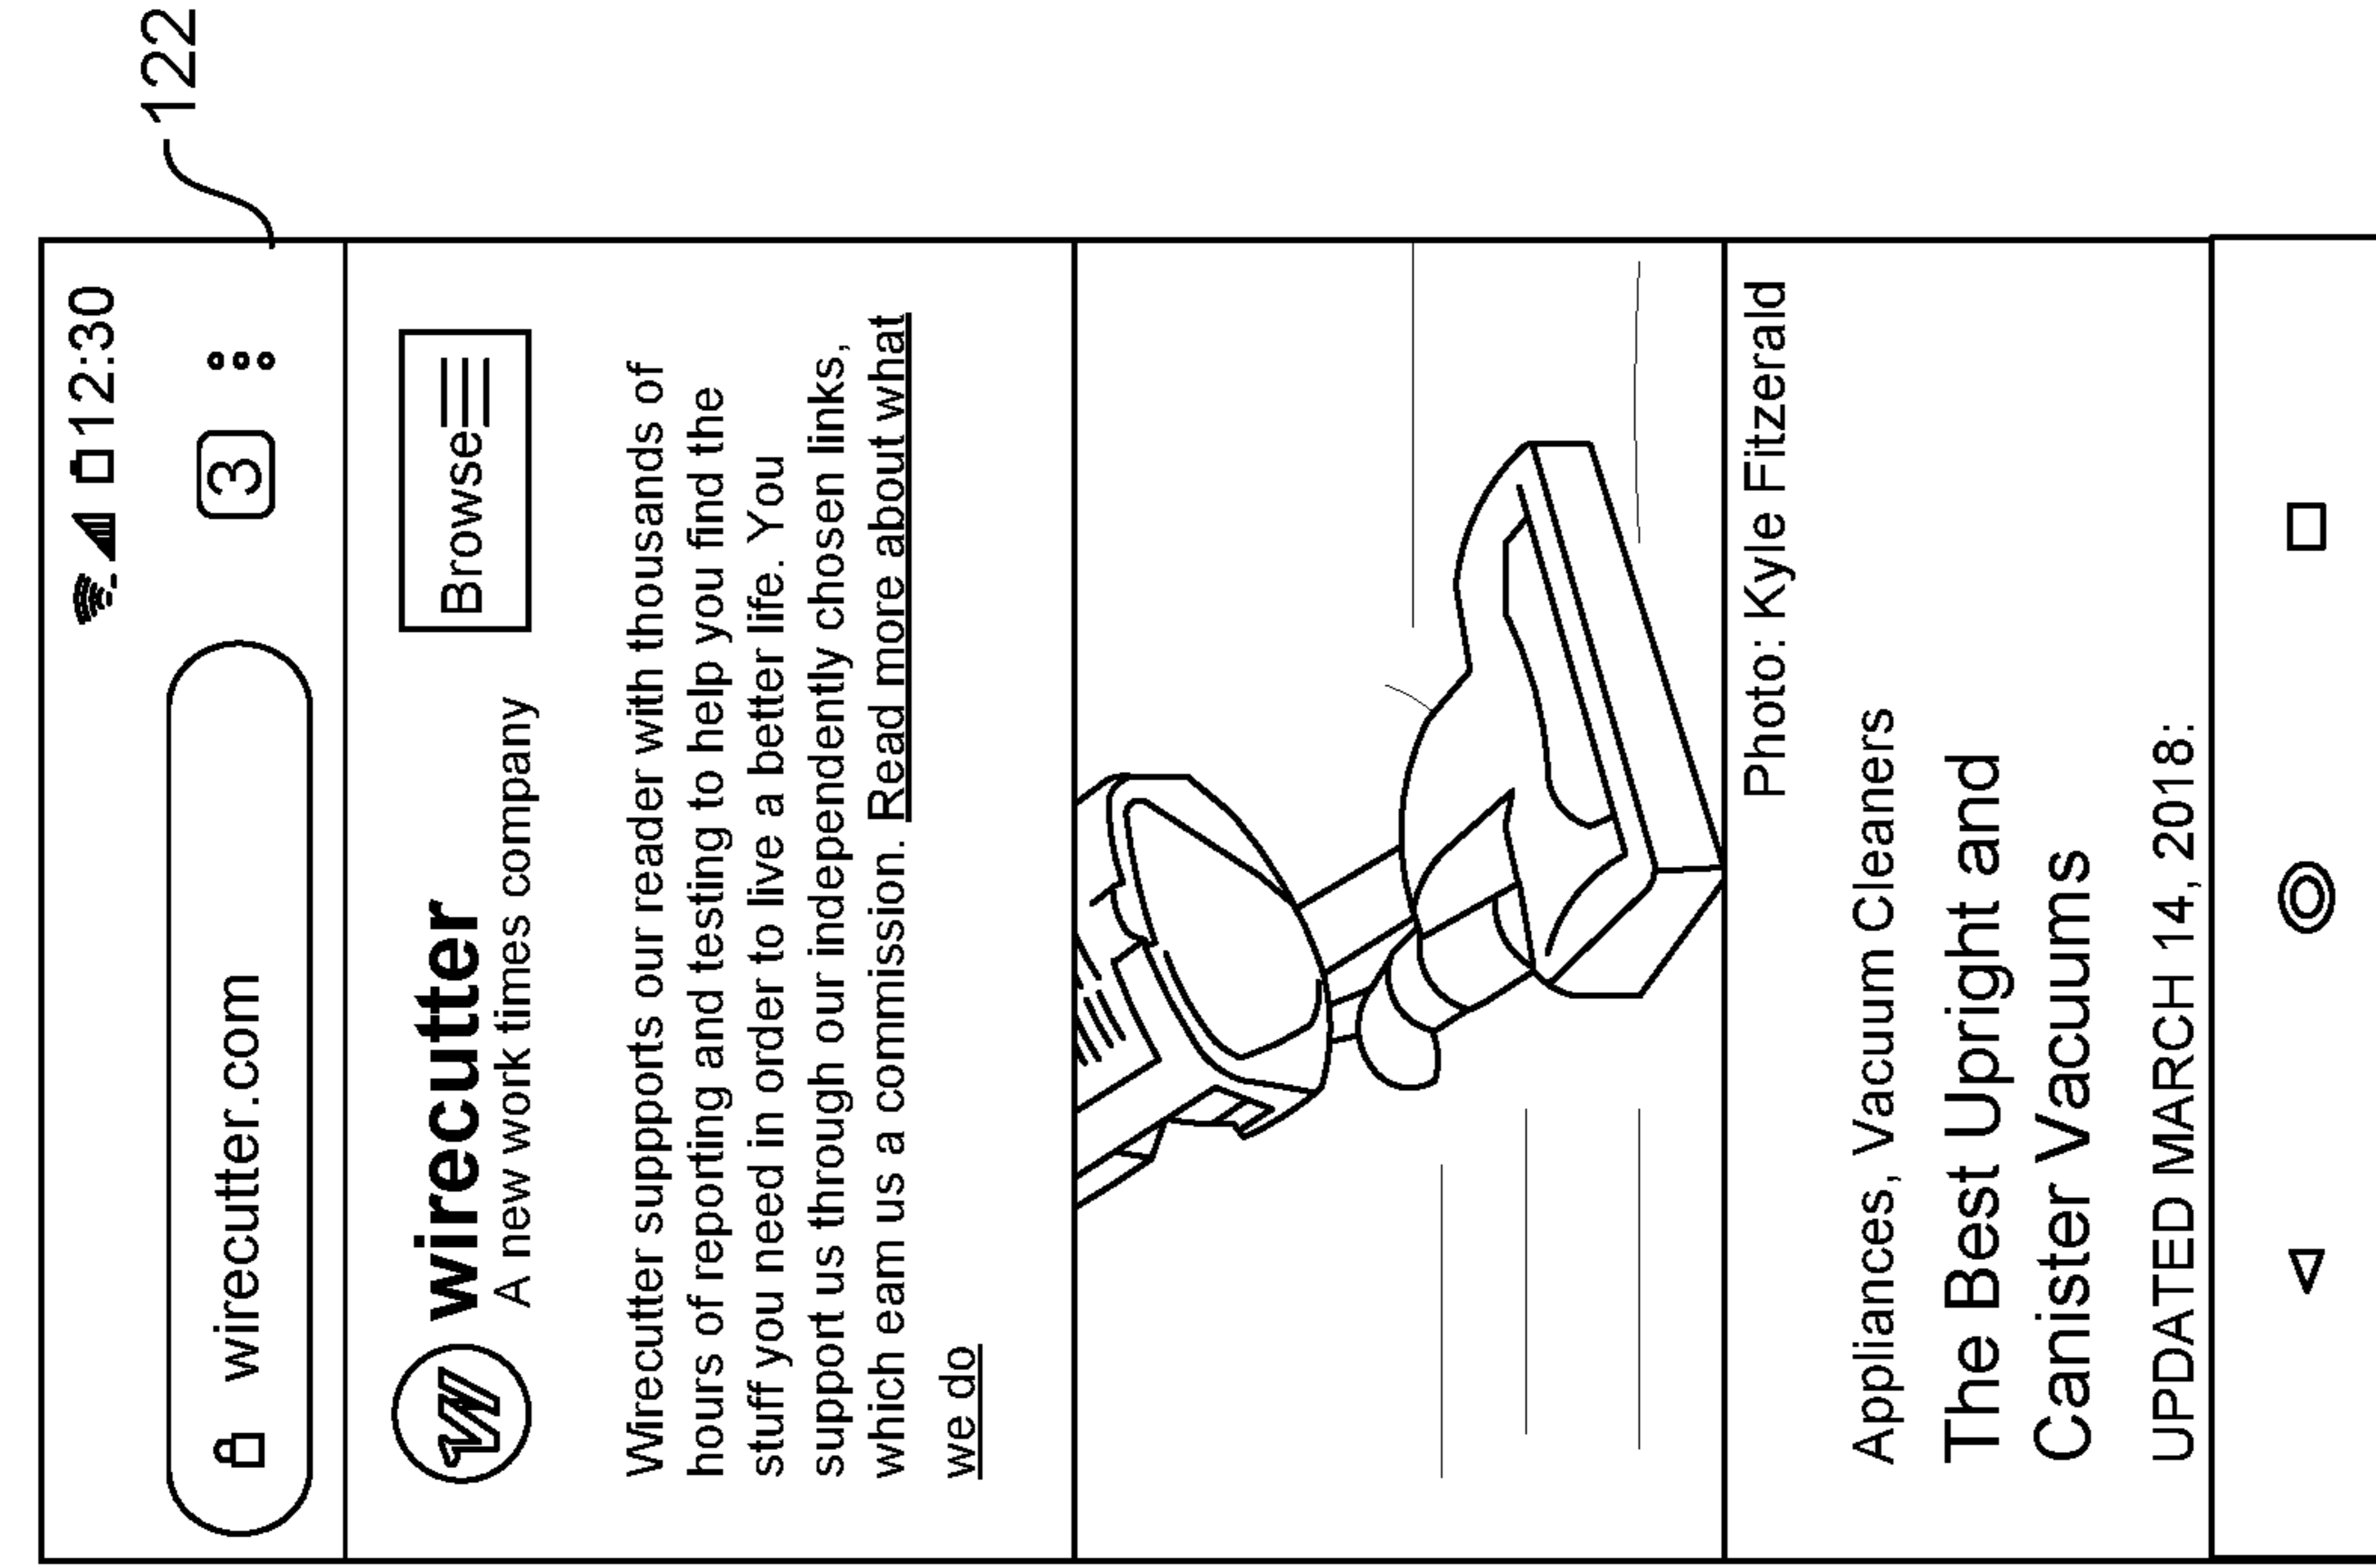 122
12:30
wirecutter.com
3
wirecutter
A new work times company
Browse
Wirecutter supports our reader with thousands of
hours of reporting and testing to help you find the
stuff you need in order to live a better life. You
support us through our independently chosen links,
which eam us a commission. Read more about what
we do
Photo: Kyle Fitzerald
Appliances, Vacuum Cleaners
The Best Upright and
Canister Vacuums
UPDATED MARCH 14, 2018: